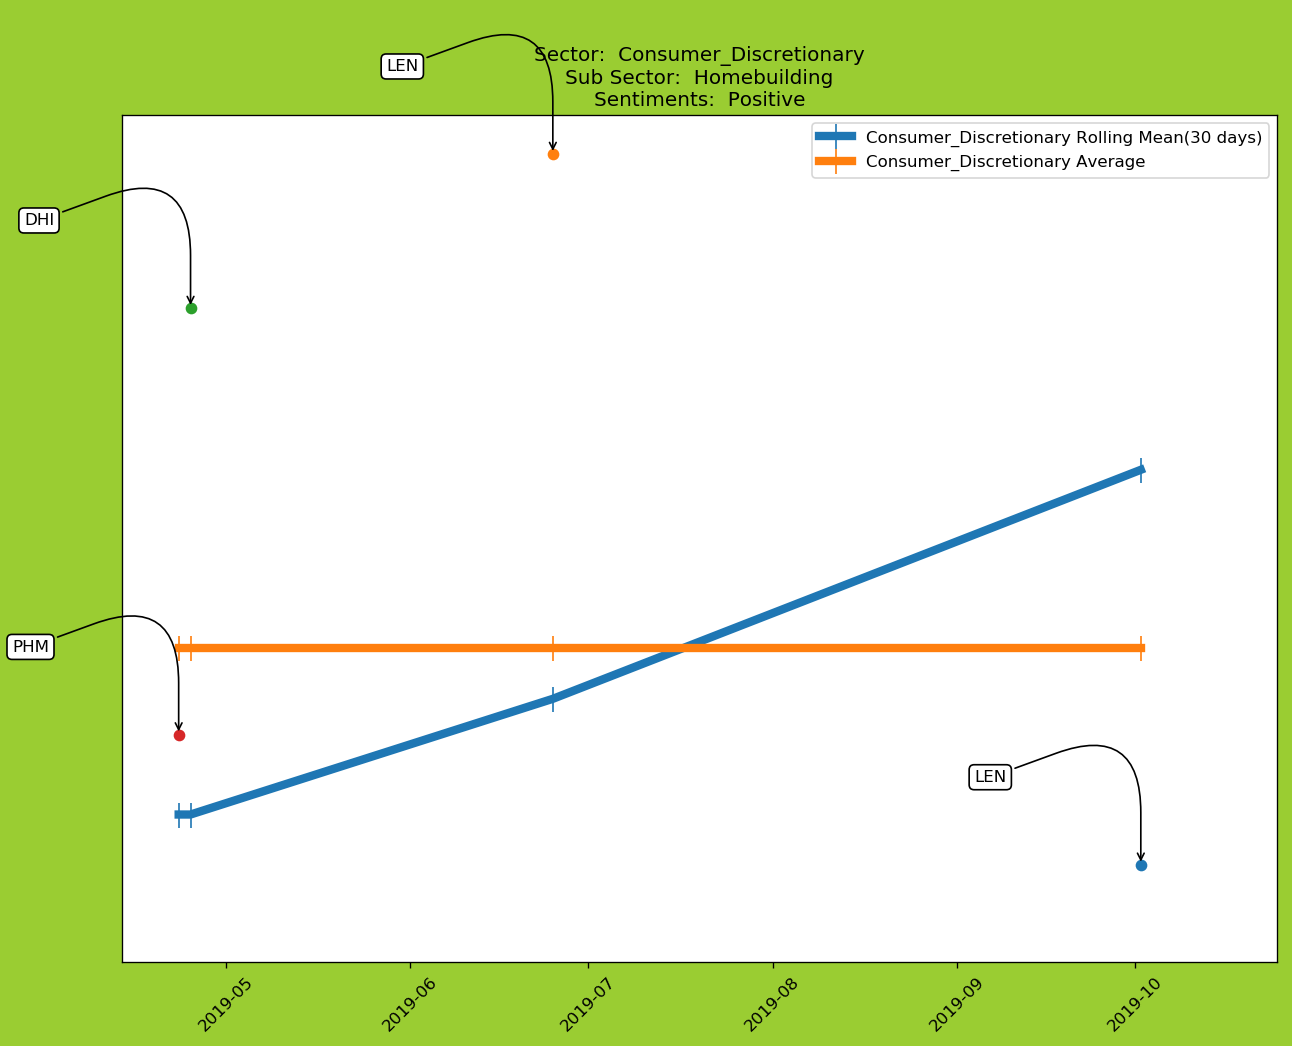 LEN
Sector:  Consumer_Discretionary
Sub Sector:  Homebuilding
Sentiments:  Positive
Consumer_Discretionary Rolling Mean(30 days)
Consumer_Discretionary Average
DHI
PHM
LEN
2019-05
2019-06
2019-07
2019-08
2019-09
2019-10